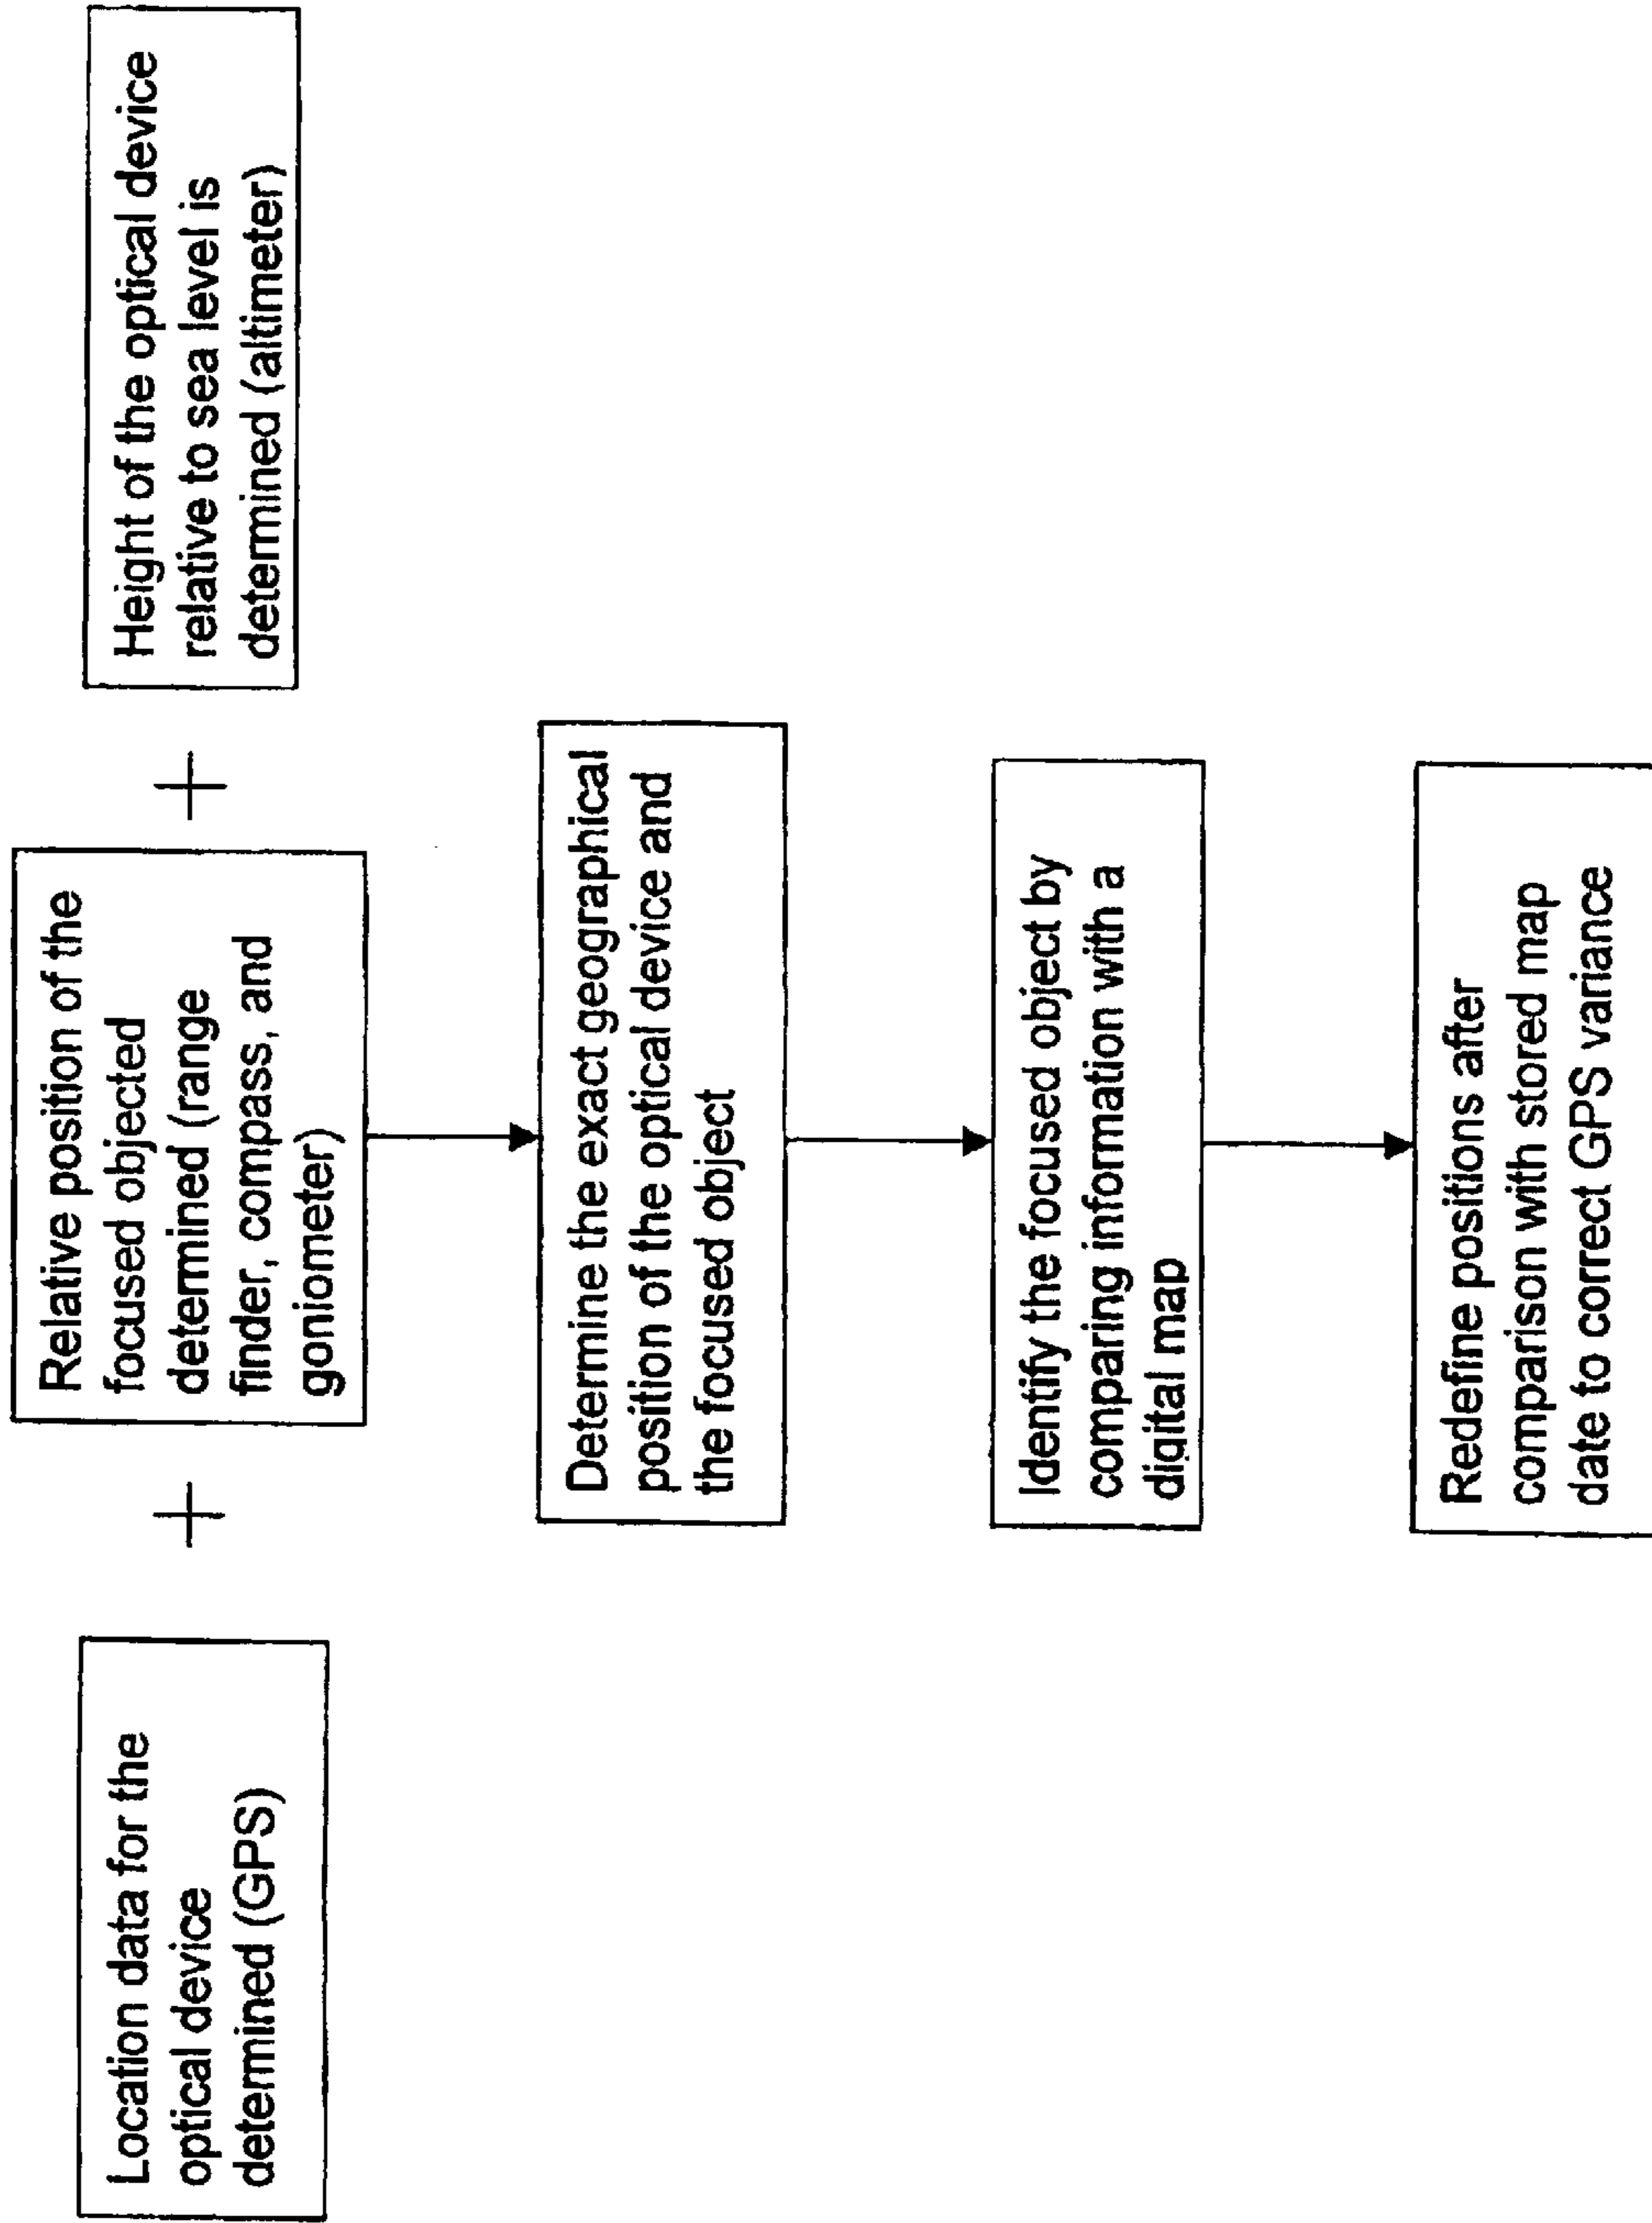 Location data for the
optical device
determined (GPS)
+
Relative position of the
focused objected
determined (range
finder, compass, and
goniometer)
+
Height of the optical device
relative to sea level is
determined (altimeter)
Determine the exact geographical
position of the optical device and
the focused object
Identify the focused object by
comparing information with a
digital map
Redefine positions after
comparison with stored map
date to correct GPS variance